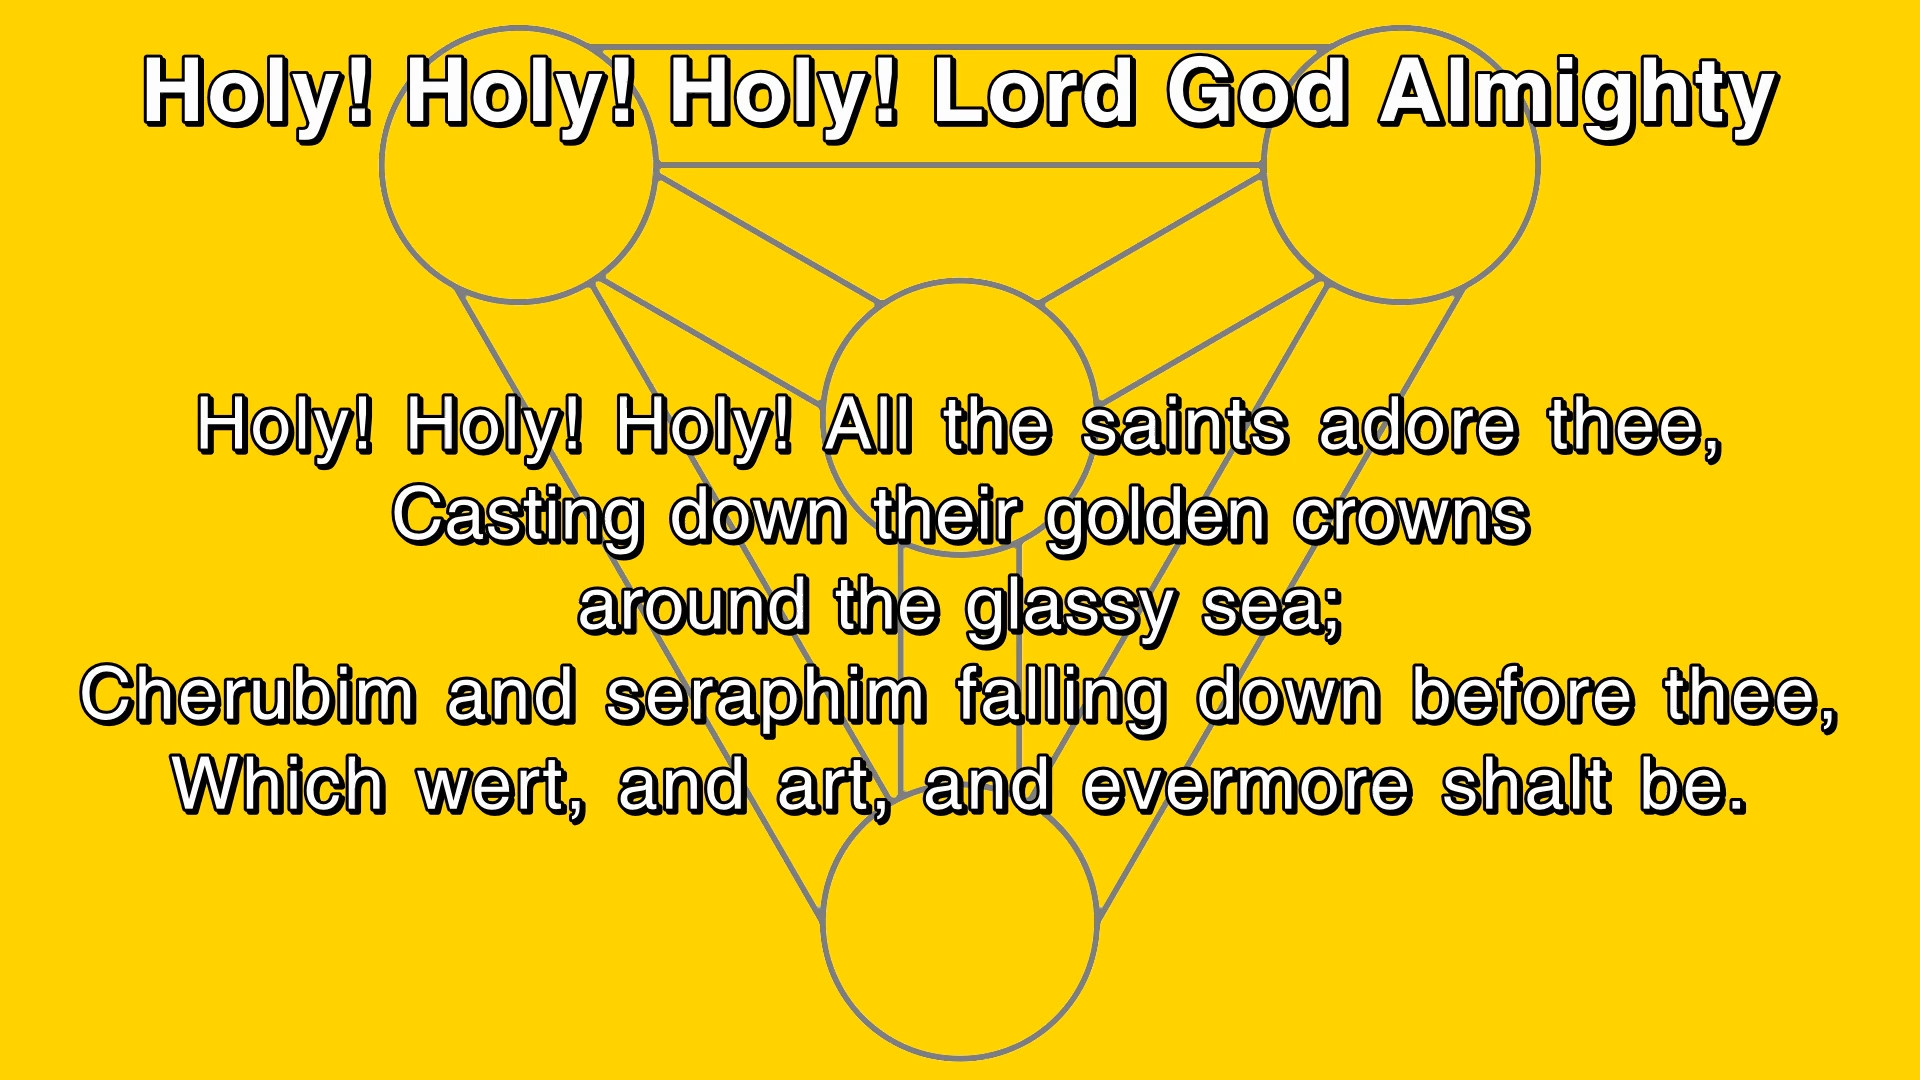 Holy! Holy! Holy! Lord God Almighty
Holy! Holy! Holy! All the saints adore thee,
Casting down their golden crowns
around the glassy sea;
Cherubim and seraphim falling down before thee,
Which wert, and art, and evermore shalt be.